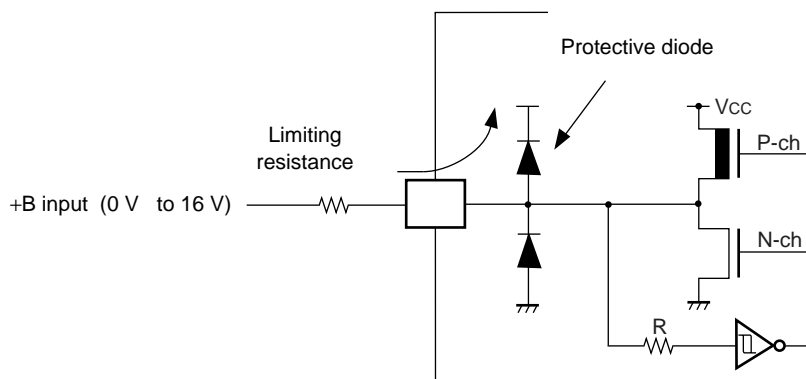 Protective diode
VCC
P-ch
Limiting
resistance
+B input (0 V to 16 V)
N-ch
R